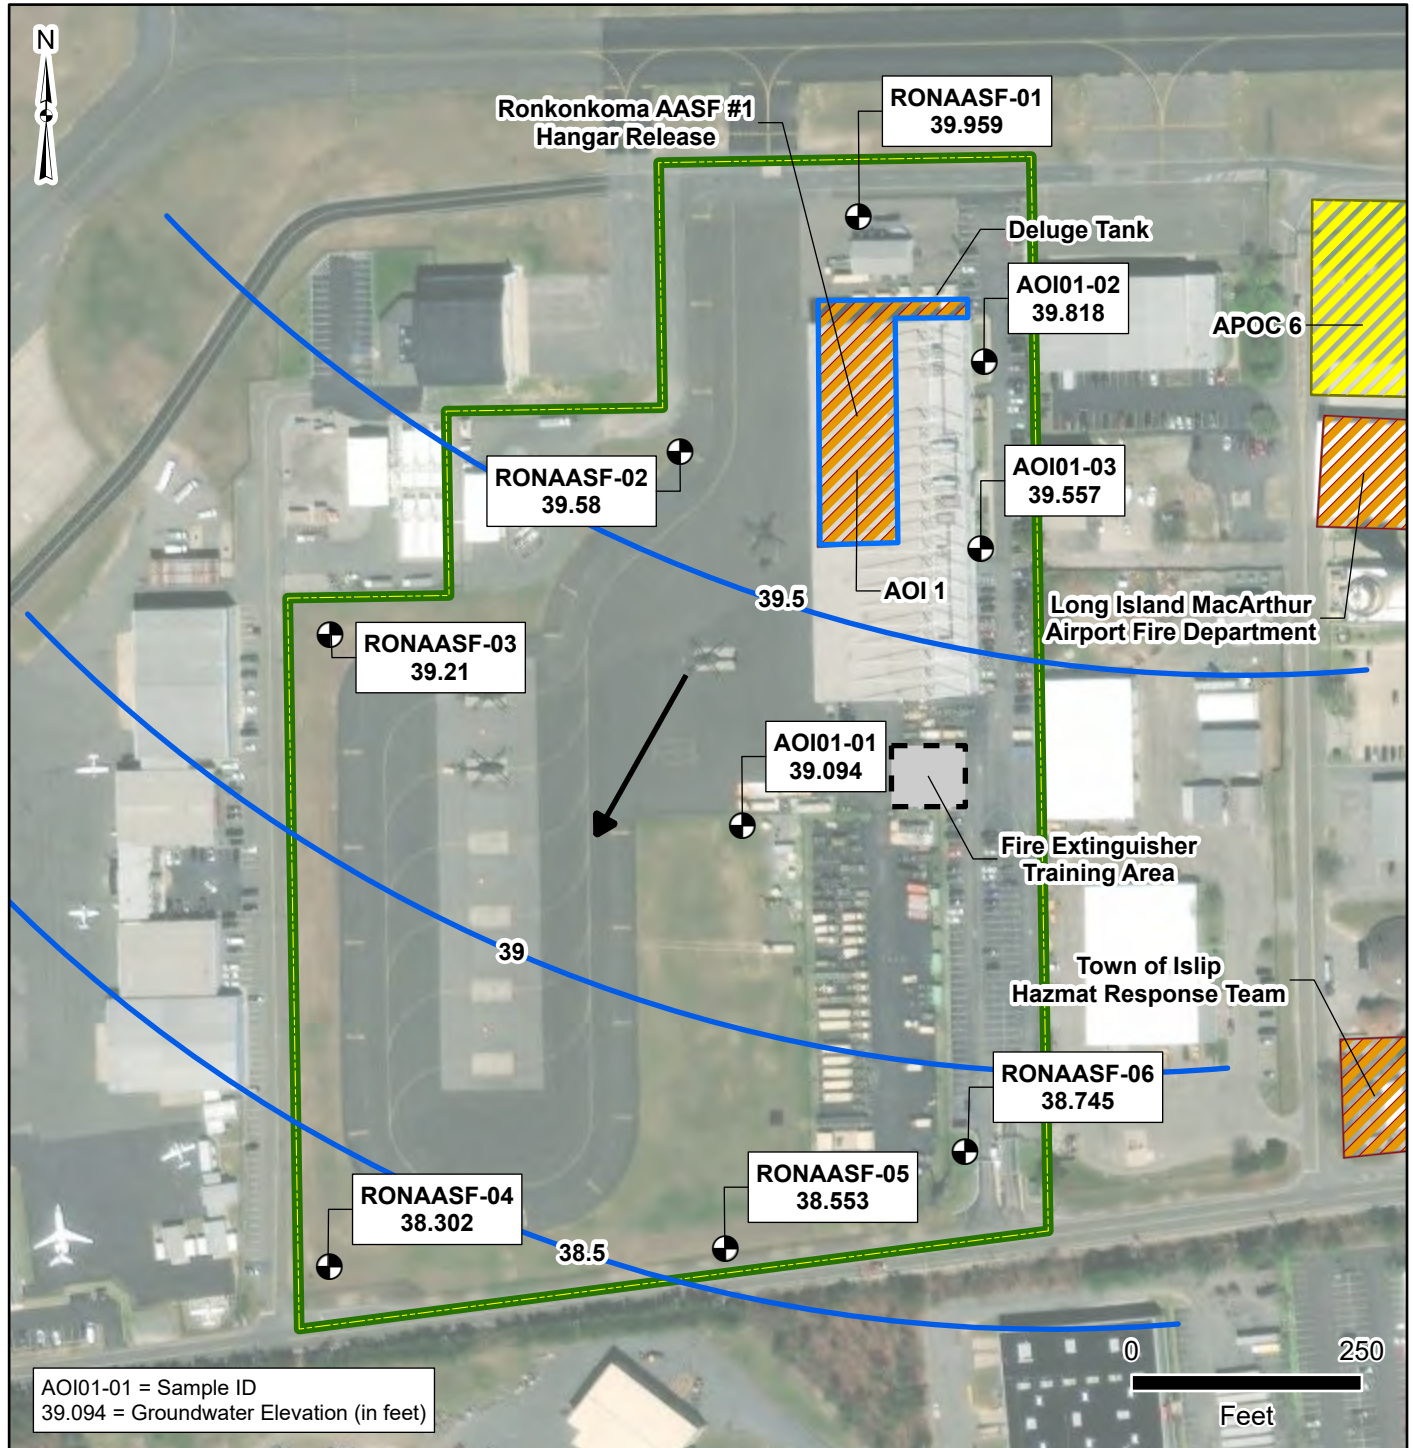 N
Ronkonkoma AASF #1
Hangar Release
RONAASF-01
39.959
Deluge Tank
AOI01-02
39.818
APOC 6
RONAASF-02
39.58
AOI01-03
39.557
39.5
AOI 1
Long Island MacArthur
Airport Fire Department
RONAASF-03
39.21
AOI01-01
39.094
Fire Extinguisher
Training Area
39
Town of Islip
Hazmat Response Team
RONAASF-06
38.745
RONAASF-05
38.553
RONAASF-04
38.302
38.5
0
250
Feet
AOI01-01 = Sample ID
39.094 = Groundwater Elevation (in feet)